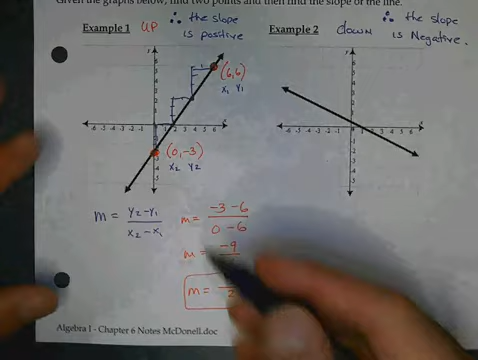 Given the graphs below, find two points and then find the slope of the line.
Example 1 UP ∴ the slope is positive
Example 2 down ∴ the slope is Negative.
(6,6)
x₁ y₁
(0,-3)
x₂ y₂
m = y₂-y₁ / x₂-x₁
m = -3-6 / 0-6
m = -9
m = 2
Algebra I - Chapter 6 Notes McDonell.doc